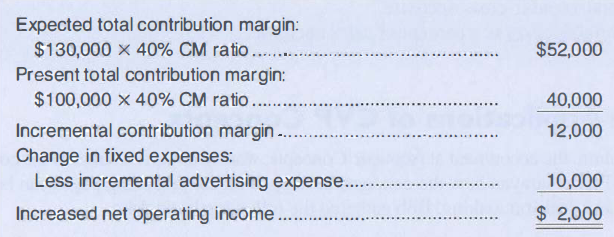 Expected total contribution margin:
$130,000 × 40% CM ratio.................................................. $52,000
Present total contribution margin:
$100,000 × 40% CM ratio.................................................. 40,000
Incremental contribution margin............................................ 12,000
Change in fixed expenses:
Less incremental advertising expense.... 10,000
Increased net operating income............................................ $ 2,000